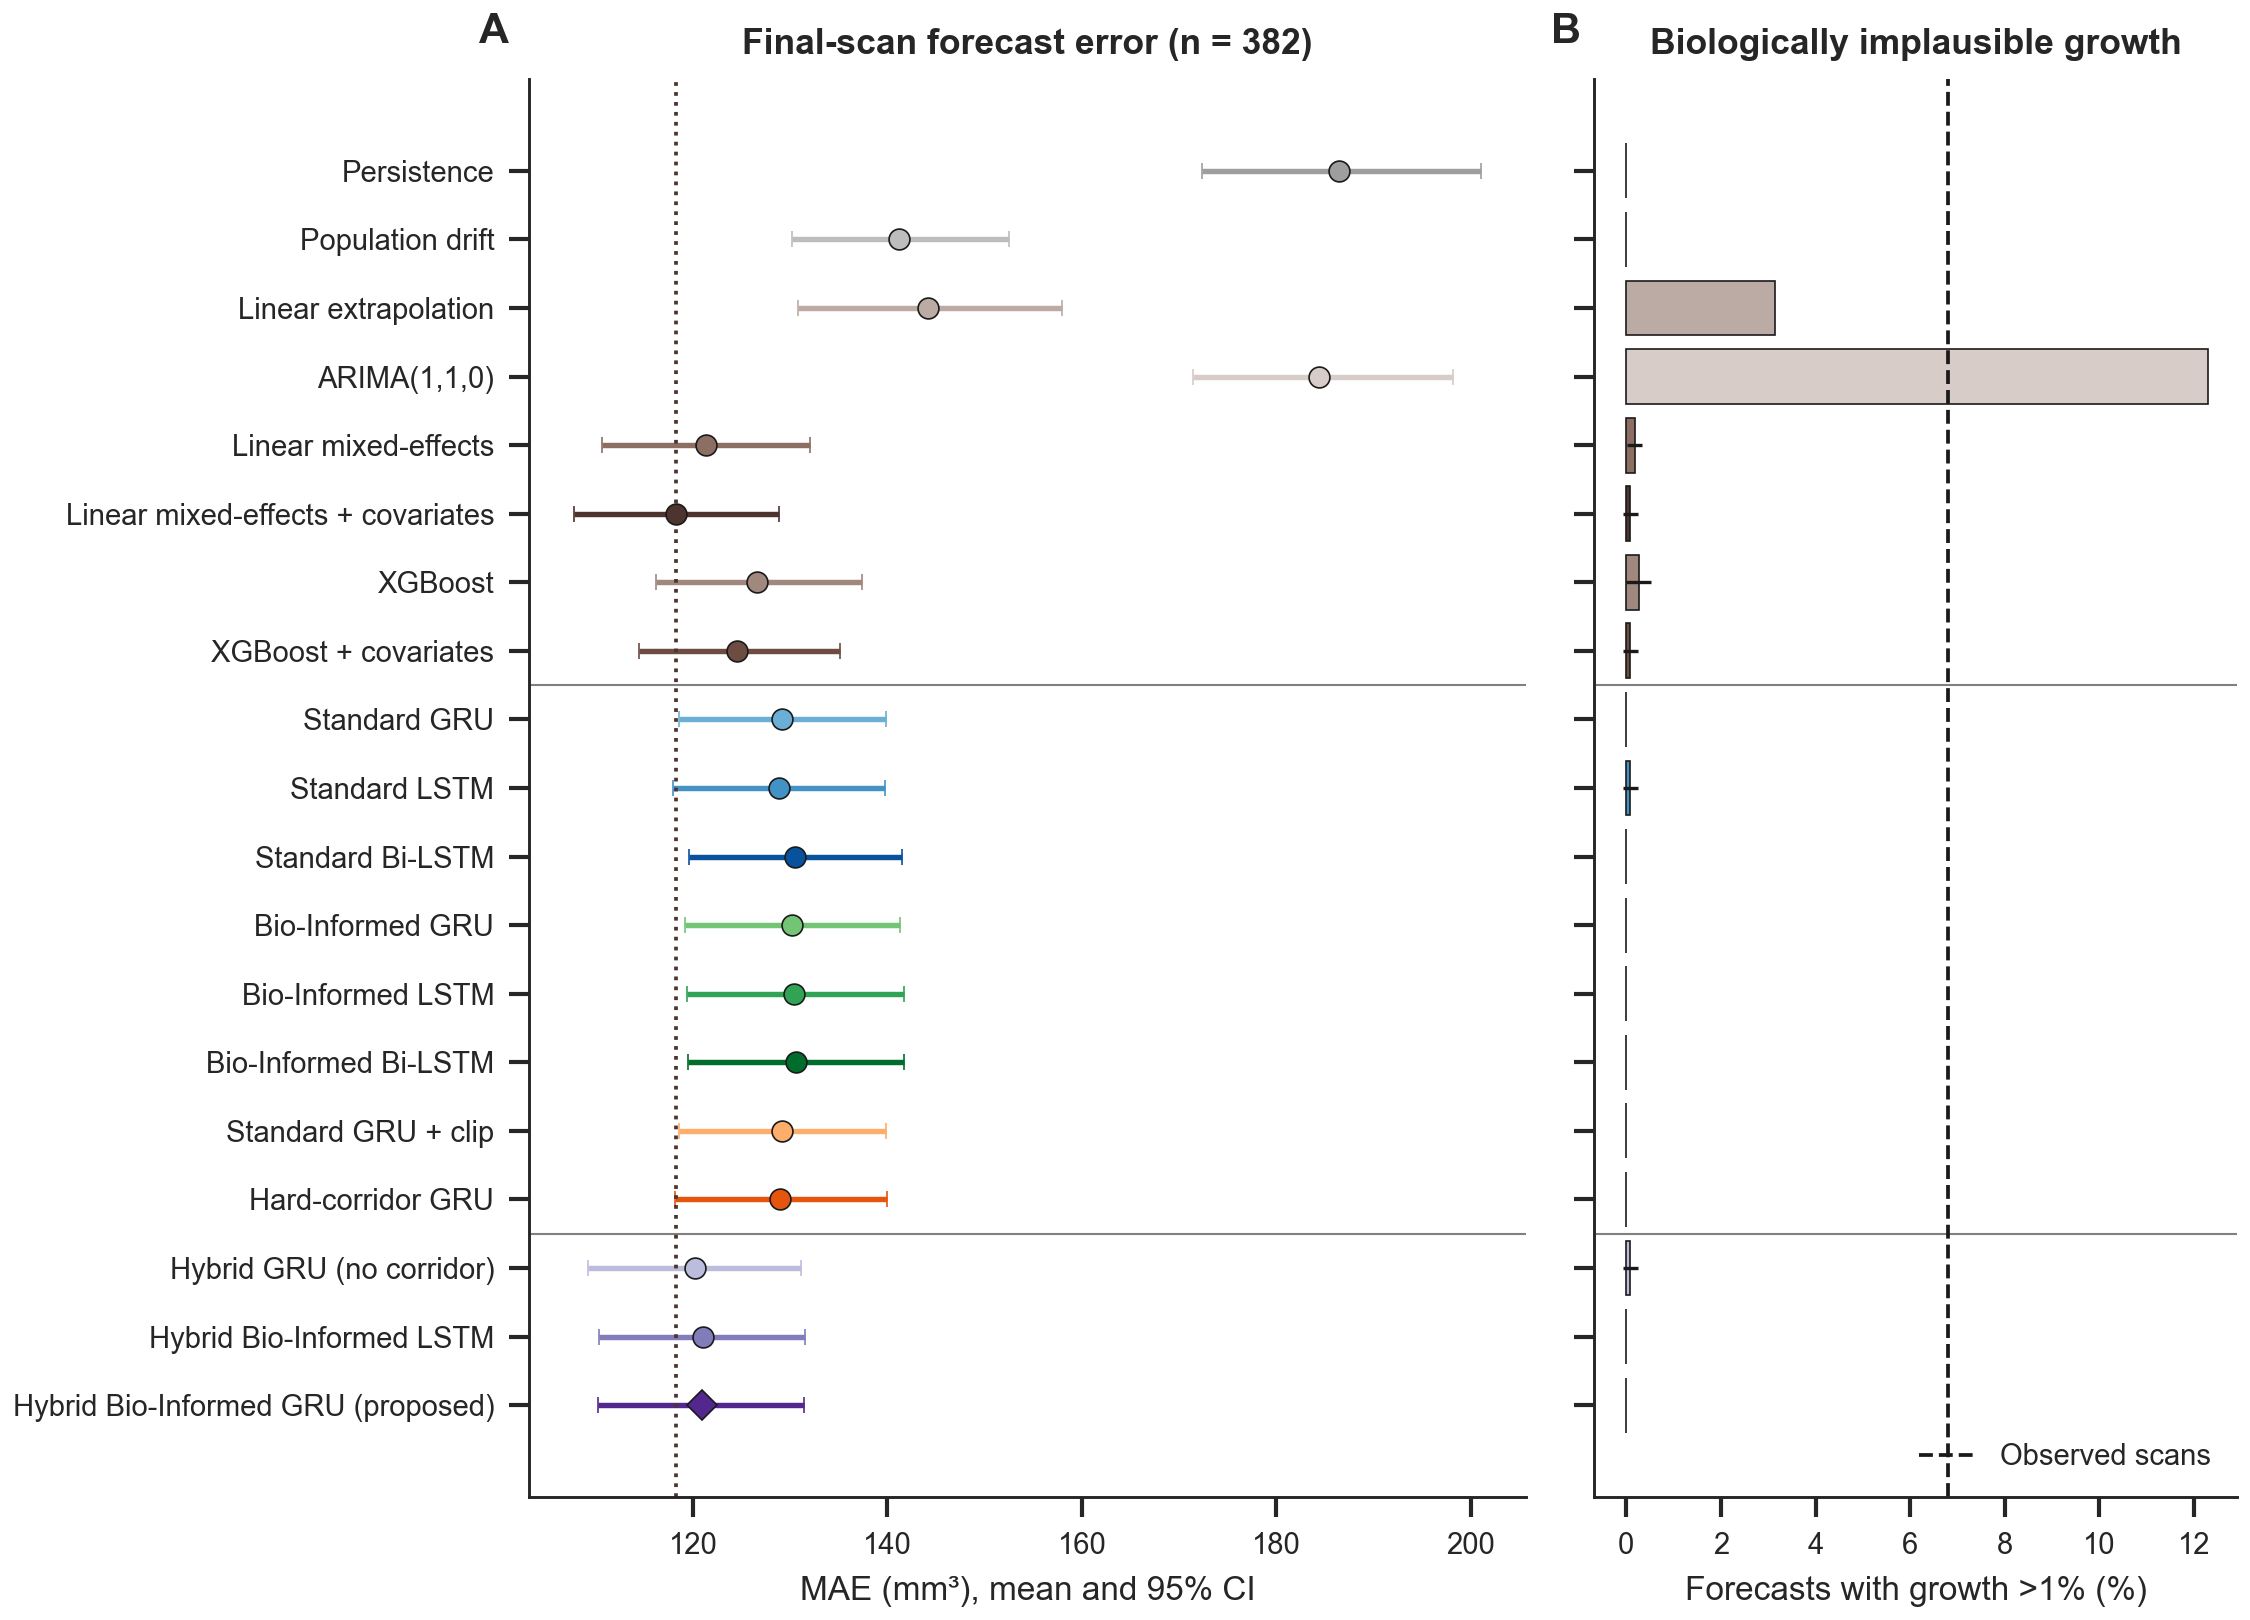 A
Final-scan forecast error (n = 382)
Persistence
Population drift
Linear extrapolation
ARIMA(1,1,0)
Linear mixed-effects
Linear mixed-effects + covariates
XGBoost
XGBoost + covariates
Standard GRU
Standard LSTM
Standard Bi-LSTM
Bio-Informed GRU
Bio-Informed LSTM
Bio-Informed Bi-LSTM
Standard GRU + clip
Hard-corridor GRU
Hybrid GRU (no corridor)
Hybrid Bio-Informed LSTM
Hybrid Bio-Informed GRU (proposed)
120 140 160 180 200
MAE (mm³), mean and 95% CI
B
Biologically implausible growth
Observed scans
0 2 4 6 8 10 12
Forecasts with growth >1% (%)